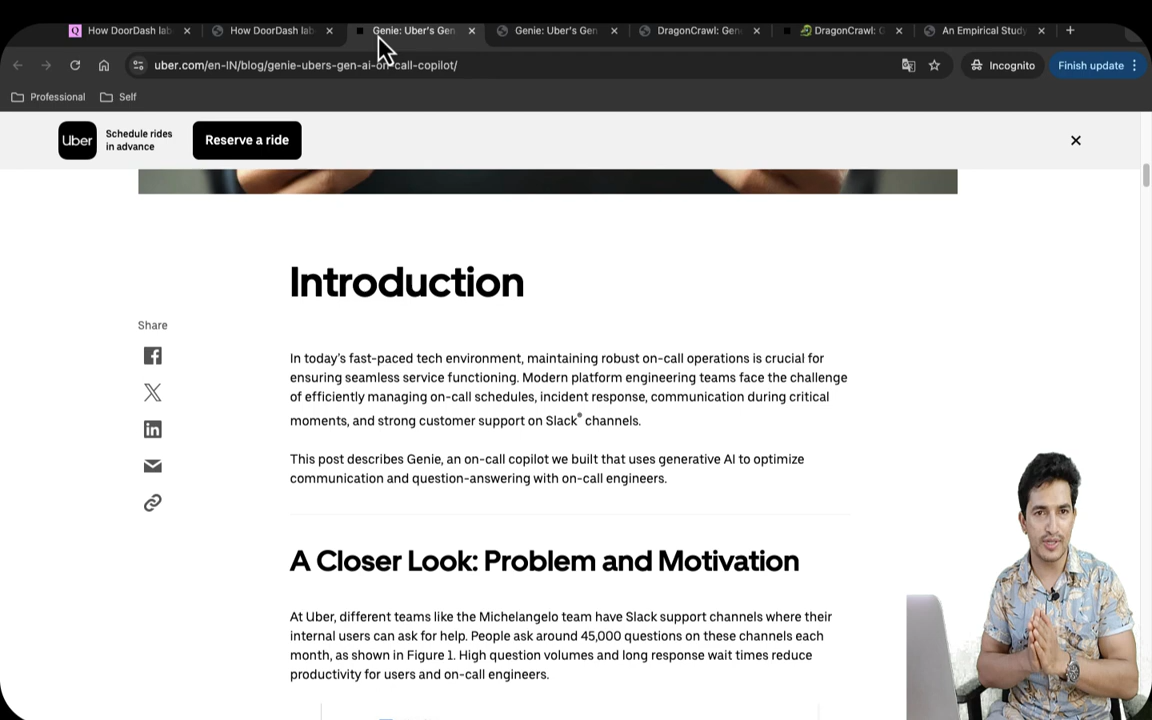 How DoorDash lab
How DoorDash lab
Genie: Uber's Gen
Genie: Uber's Gen
DragonCrawl: Gen
DragonCrawl: G
An Empirical Study
uber.com/en-IN/blog/genie-ubers-gen-ai-on-call-copilot/
Incognito
Finish update
Professional
Self
Uber
Schedule rides
in advance
Reserve a ride
Introduction
Share
In today's fast-paced tech environment, maintaining robust on-call operations is crucial for
ensuring seamless service functioning. Modern platform engineering teams face the challenge
of efficiently managing on-call schedules, incident response, communication during critical
moments, and strong customer support on Slack® channels.
This post describes Genie, an on-call copilot we built that uses generative AI to optimize
communication and question-answering with on-call engineers.
A Closer Look: Problem and Motivation
At Uber, different teams like the Michelangelo team have Slack support channels where their
internal users can ask for help. People ask around 45,000 questions on these channels each
month, as shown in Figure 1. High question volumes and long response wait times reduce
productivity for users and on-call engineers.